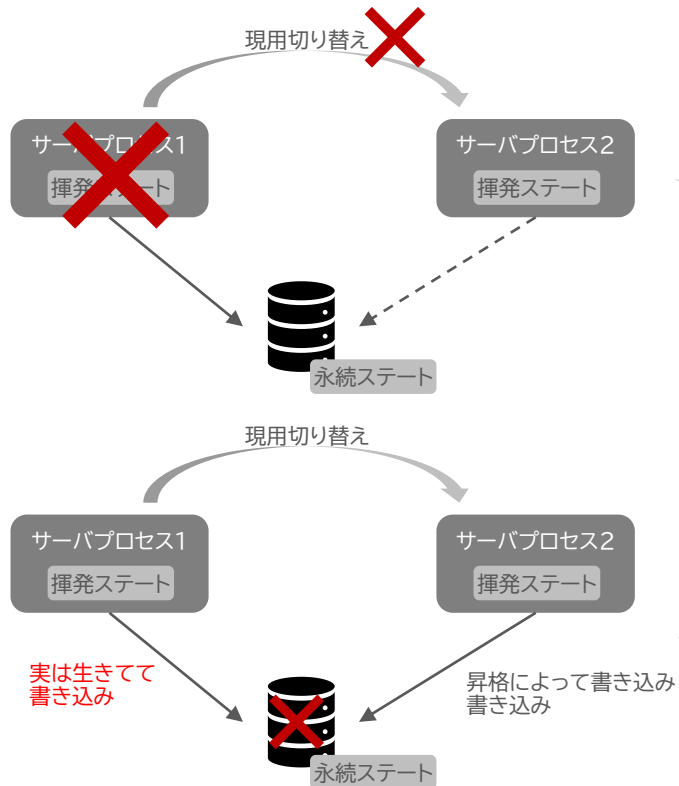 現用切り替え
サーバプロセス1
揮発ステート
サーバプロセス2
揮発ステート
永続ステート
現用切り替え
サーバプロセス1
揮発ステート
サーバプロセス2
揮発ステート
実は生きてて
書き込み
昇格によって書き込み
書き込み
永続ステート